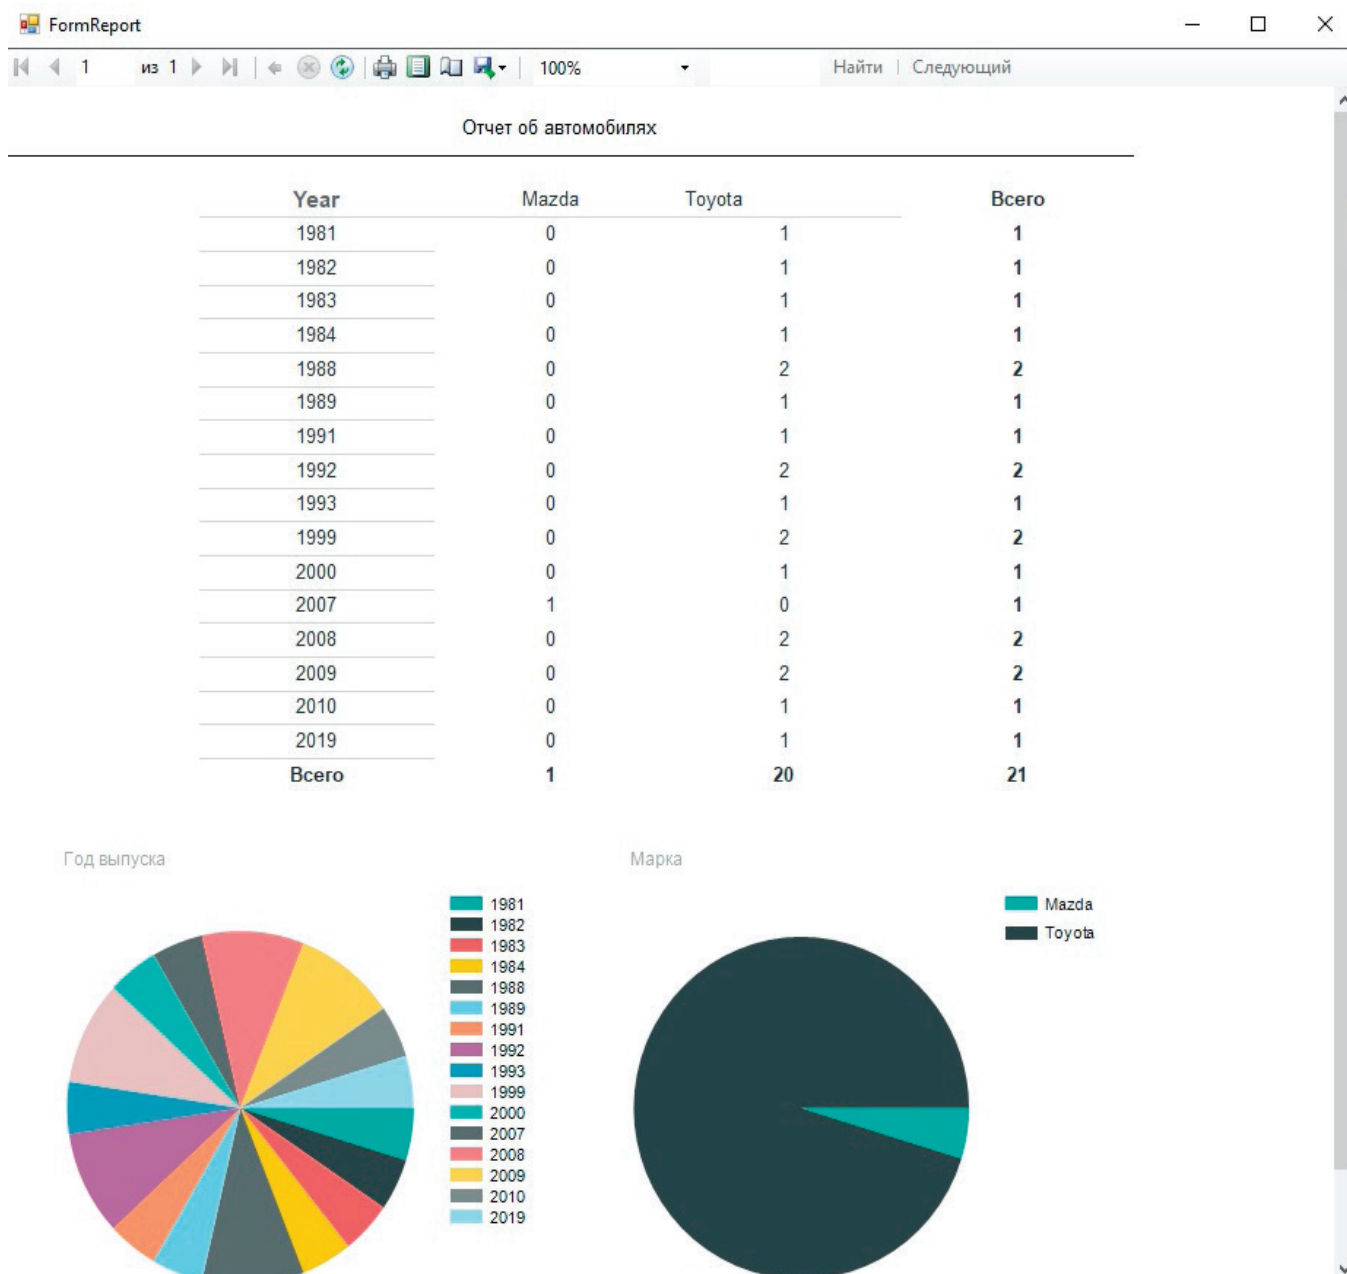 FormReport
1 из 1 100% Найти | Следующий
Отчет об автомобилях
Year Mazda Toyota Всего
1981 0 1 1
1982 0 1 1
1983 0 1 1
1984 0 1 1
1988 0 2 2
1989 0 1 1
1991 0 1 1
1992 0 2 2
1993 0 1 1
1999 0 2 2
2000 0 1 1
2007 1 0 1
2008 0 2 2
2009 0 2 2
2010 0 1 1
2019 0 1 1
Всего 1 20 21
Год выпуска
1981
1982
1983
1984
1988
1989
1991
1992
1993
1999
2000
2007
2008
2009
2010
2019
Марка
Mazda
Toyota